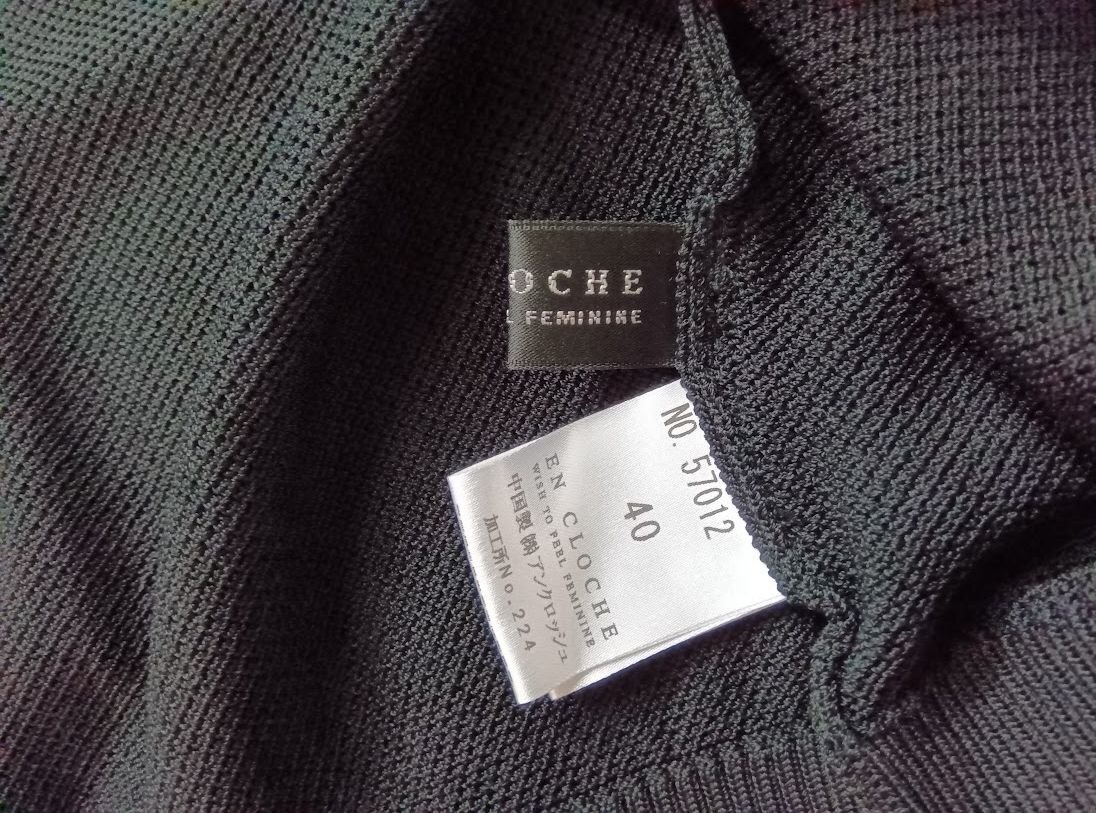 OCHE
L FEMININE
NO. 57012
40
EN CLOCHE
WISH TO FEEL FEMININE
中国製 ㈱アンクロッシュ
加工所No.224